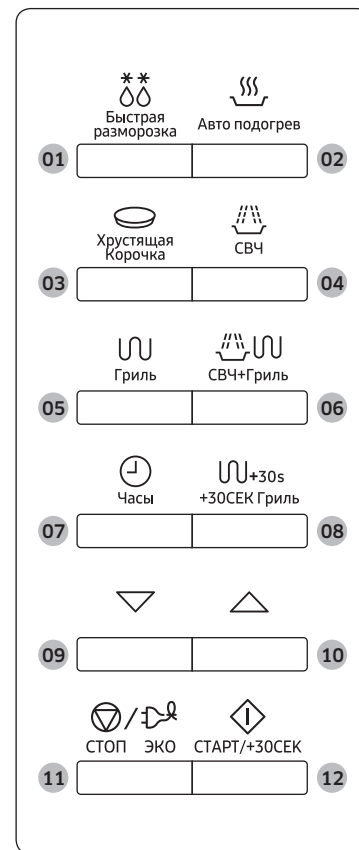 Быстрая
разморозка
Авто подогрев
01
02
Хрустящая
Корочка
СВЧ
03
04
Гриль
СВЧ+Гриль
05
06
Часы
+30s
+30СЕК Гриль
07
08
09
10
/
СТОП ЭКО СТАРТ/+30СЕК
11
12